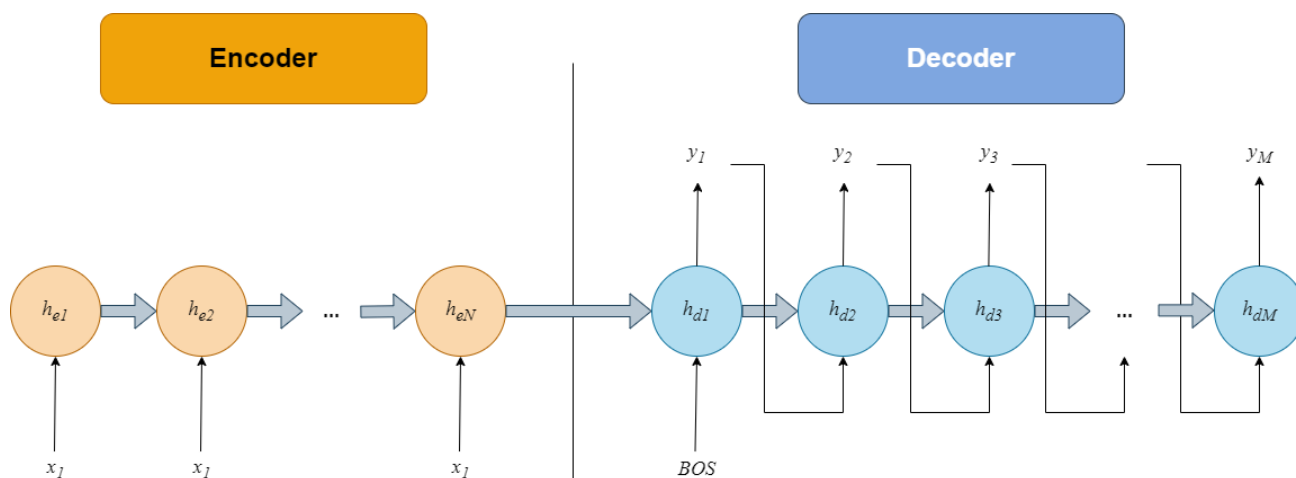 Encoder
Decoder
y1 y2 y3 yM
he1 he2 ... heN hd1 hd2 hd3 ... hdM
x1 x1 x1 BOS